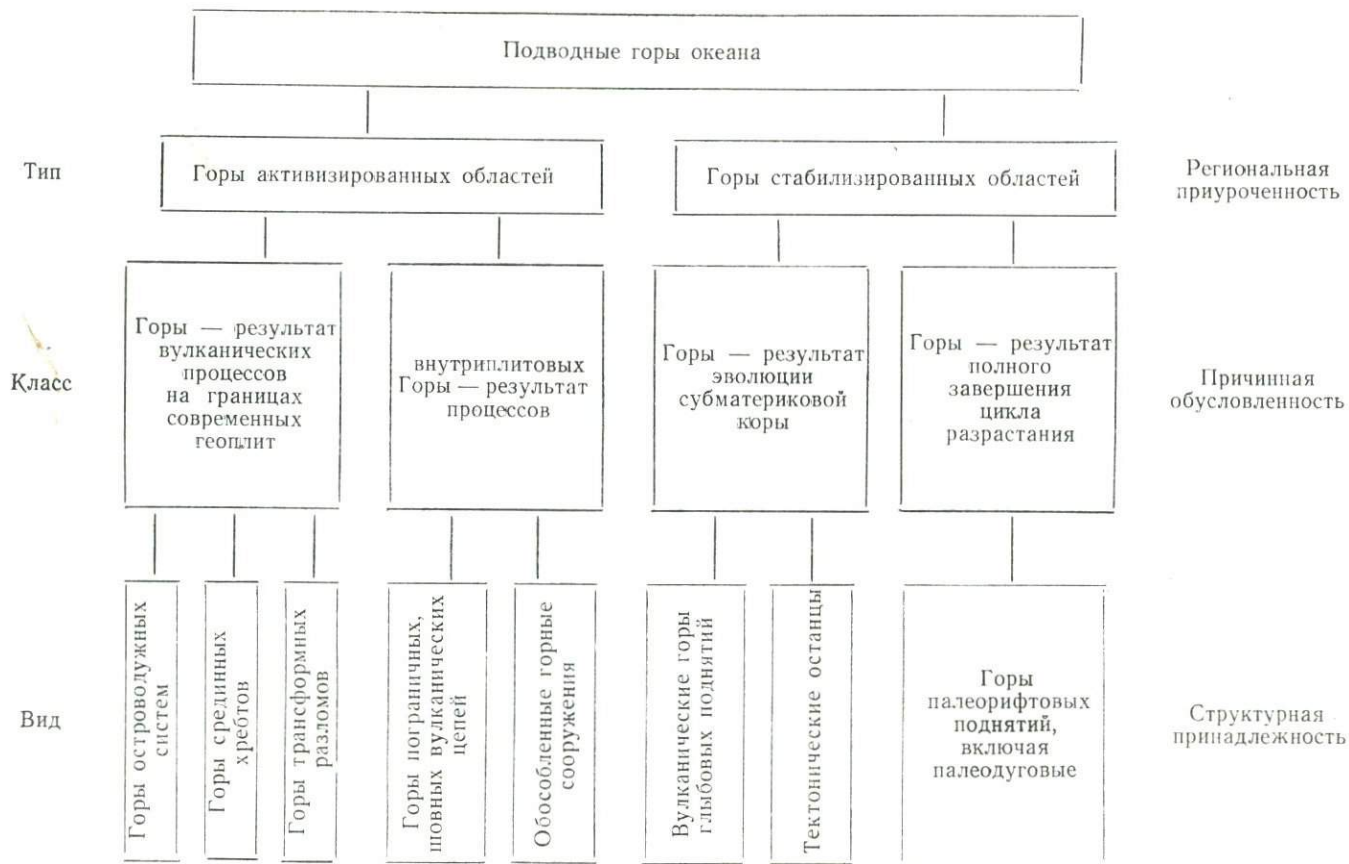 Подводные горы океана
Тип
Горы активизированных областей
Горы стабилизированных областей
Региональная
приуроченность
Класс
Горы — результат
вулканических
процессов
на границах
современных
геоплит
внутриплитовых
Горы — результат
процессов
Горы — результат
эволюции
субматериковой
коры
Горы — результат
полного
завершения
цикла
разрастания
Причинная
обусловленность
Вид
Горы островодужных
систем
Горы срединных
хребтов
Горы трансформных
разломов
Горы пограничных,
шовных вулканических
цепей
Обособленные горные
сооружения
Вулканические горы
глыбовых поднятий
Тектонические останцы
Горы
палеорифтовых
поднятий,
включая
палеодуговые
Структурная
принадлежность